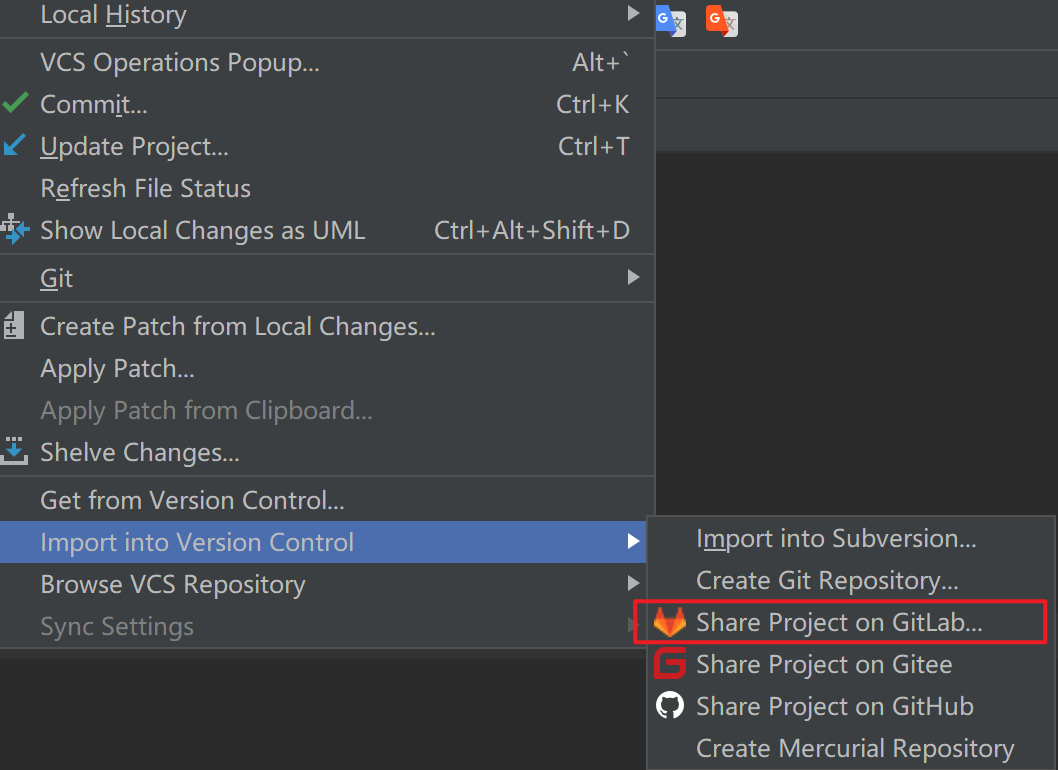 Local History
VCS Operations Popup... Alt+`
Commit... Ctrl+K
Update Project... Ctrl+T
Refresh File Status
Show Local Changes as UML Ctrl+Alt+Shift+D
Git
Create Patch from Local Changes...
Apply Patch...
Apply Patch from Clipboard...
Shelve Changes...
Get from Version Control...
Import into Version Control
Browse VCS Repository
Sync Settings
Import into Subversion...
Create Git Repository...
Share Project on GitLab...
Share Project on Gitee
Share Project on GitHub
Create Mercurial Repository